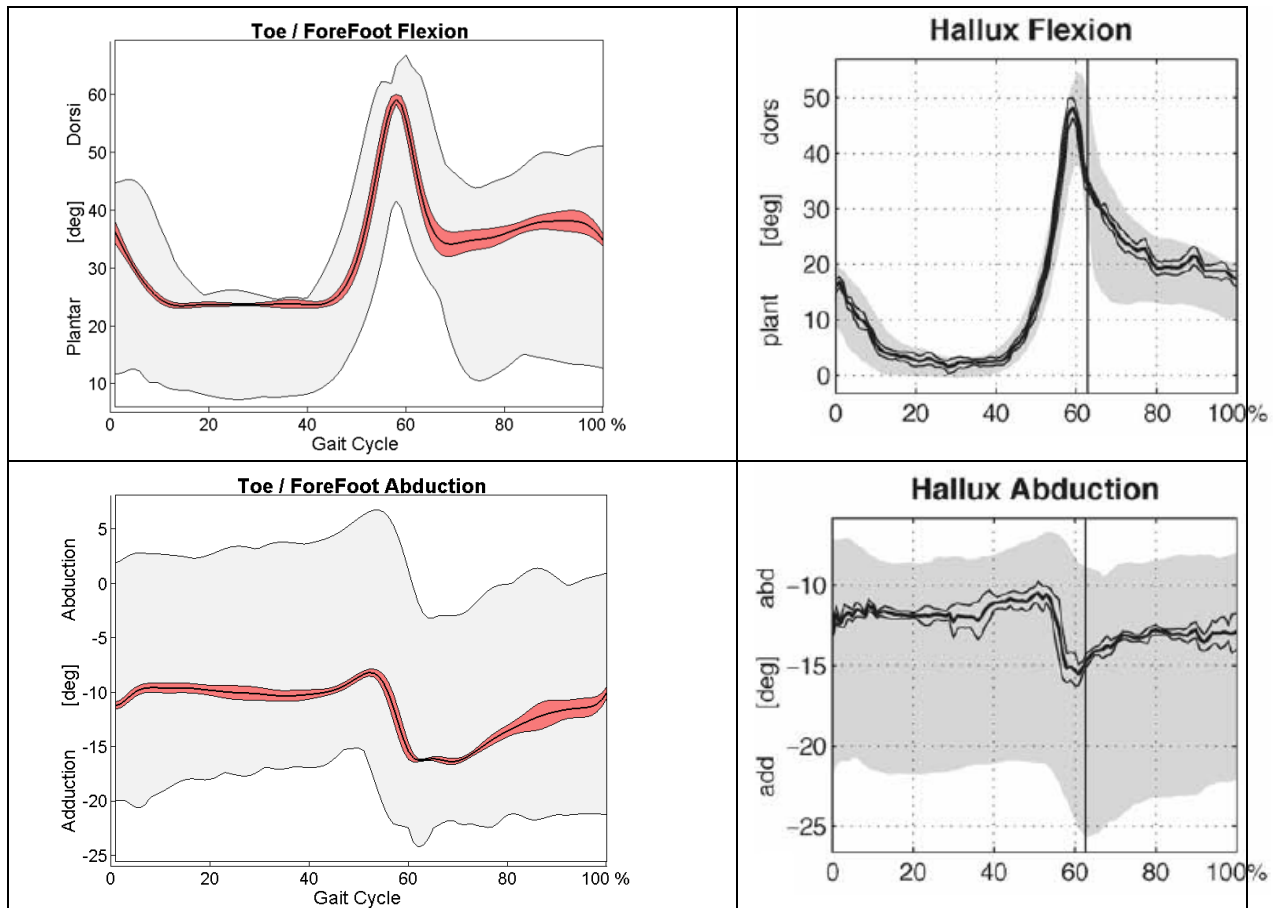 Toe / ForeFoot Flexion
Dorsi
[deg]
Plantar
60
50
40
30
20
10
0 20 40 60 80 100 %
Gait Cycle
Hallux Flexion
dors
[deg]
plant
50
40
30
20
10
0
0 20 40 60 80 100%
Toe / ForeFoot Abduction
Abduction
[deg]
Adduction
5
0
-5
-10
-15
-20
-25
0 20 40 60 80 100 %
Gait Cycle
Hallux Abduction
abd
[deg]
add
-10
-15
-20
-25
0 20 40 60 80 100%